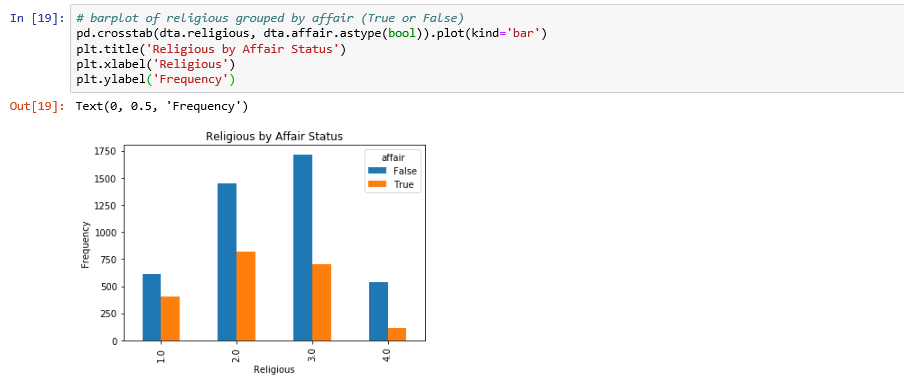 In [19]: # barplot of religious grouped by affair (True or False)
pd.crosstab(dta.religious, dta.affair.astype(bool)).plot(kind='bar')
plt.title('Religious by Affair Status')
plt.xlabel('Religious')
plt.ylabel('Frequency')
Out[19]: Text(0, 0.5, 'Frequency')
Religious by Affair Status
affair
False
True
Frequency
1750
1500
1250
1000
750
500
250
0
1.0 2.0 3.0 4.0
Religious